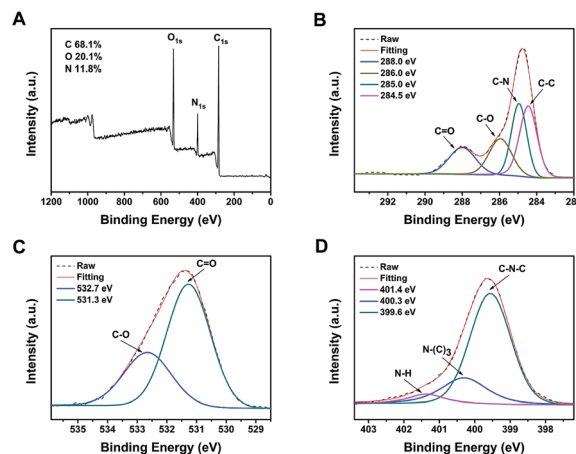 A
C 68.1%
O 20.1%
N 11.8%
O1s
C1s
N1s
Intensity (a.u.)
1200 1000 800 600 400 200 0
Binding Energy (eV)
B
Raw
Fitting
288.0 eV
286.0 eV
285.0 eV
284.5 eV
C-N
C-C
C-O
C=O
Intensity (a.u.)
292 290 288 286 284 28
Binding Energy (eV)
C
Raw
Fitting
532.7 eV
531.3 eV
C=O
C-O
Intensity (a.u.)
535 534 533 532 531 530 529
Binding Energy (eV)
D
Raw
Fitting
401.4 eV
400.3 eV
399.6 eV
C-N-C
N-(C)3
N-H
Intensity (a.u.)
403 402 401 400 399 398
Binding Energy (eV)